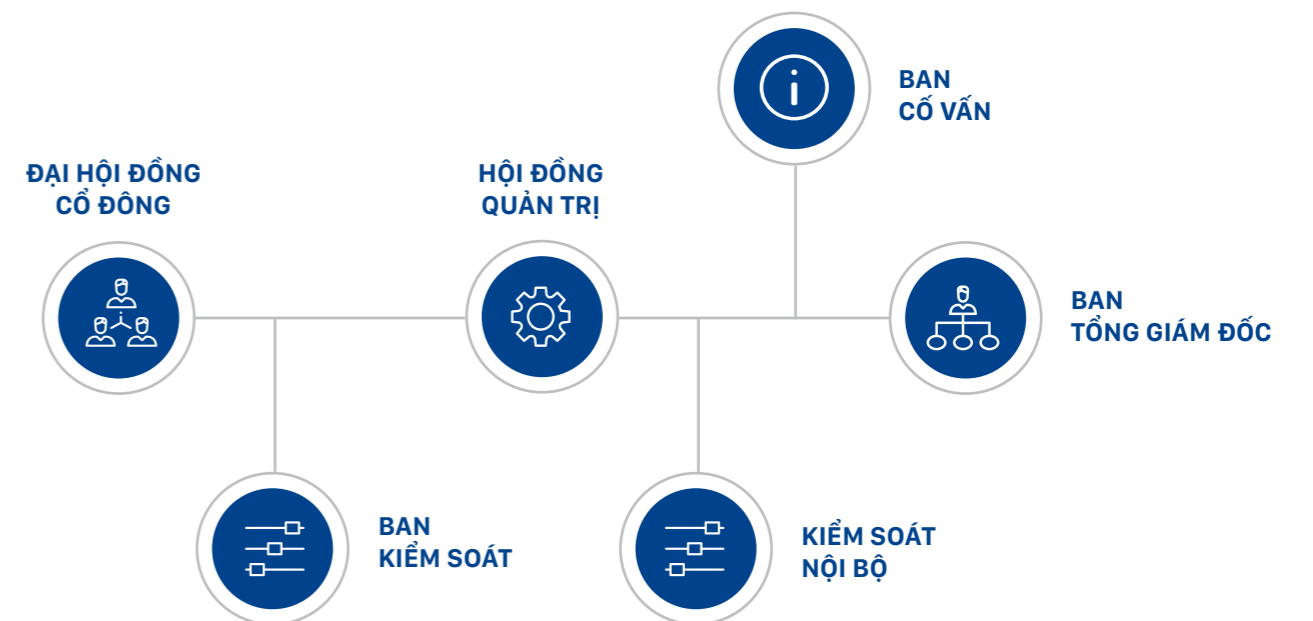 BAN
CỐ VẤN
ĐẠI HỘI ĐỒNG
CỔ ĐÔNG
HỘI ĐỒNG
QUẢN TRỊ
BAN
TỔNG GIÁM ĐỐC
BAN
KIỂM SOÁT
KIỂM SOÁT
NỘI BỘ